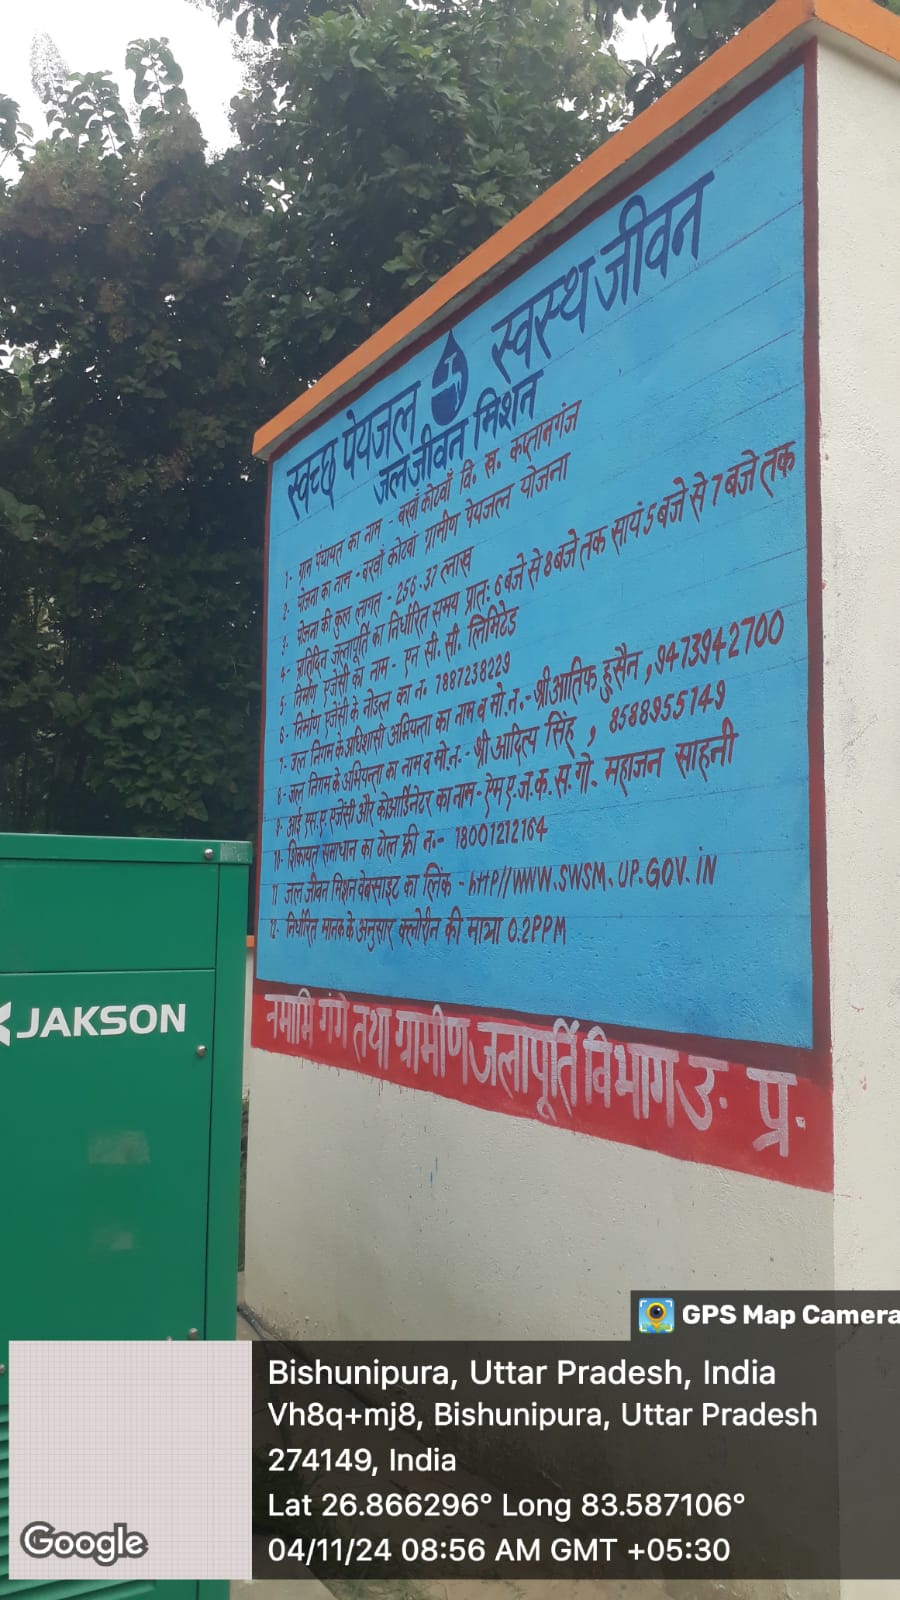 स्वच्छ पेयजल स्वस्थ जीवन
जल जीवन मिशन
1- ग्राम पंचायत का नाम - बरवाँ कोटवाँ वि. ख. कप्तानगंज
2- योजना का नाम - बरवाँ कोटवां ग्रामीण पेयजल योजना
3- योजना की कुल लागत - 256-37 लाख
4- प्रतिदिन जलापूर्ति का निर्धारित समय प्रात: 6 बजे से 8 बजे तक सायं 5 बजे से 7 बजे तक
5- निर्माण एजेंसी का नाम - एन सी. सी. लिमिटेड
6- निर्माण एजेंसी के नोडल का न. 7887238229
7- जल निगम के अधिशासी अभियन्ता का नाम व मो.न.- श्री आतिफ हुसैन, 9473942700
8- जल निगम के अभियन्ता का नाम व मो.न.- श्री आदित्य सिंह, 8588955149
9- आई एस ए एजेंसी और कोआर्डिनेटर का नाम- ऐम ए. ज. क. स. गो. महाजन साहनी
10- शिकायत समाधान का टोल फ्री न.- 18001212164
11 जल जीवन मिशन वेबसाइट का लिंक - hTTP//WWW.SWSM.UP.GOV.iN
12- निर्धारित मानक के अनुसार क्लोरीन की मात्रा 0.2PPM
नमामि गंगे तथा ग्रामीण जलापूर्ति विभाग उ. प्र.
JAKSON
GPS Map Camera
Bishunipura, Uttar Pradesh, India
Vh8q+mj8, Bishunipura, Uttar Pradesh
274149, India
Lat 26.866296° Long 83.587106°
04/11/24 08:56 AM GMT +05:30
Google